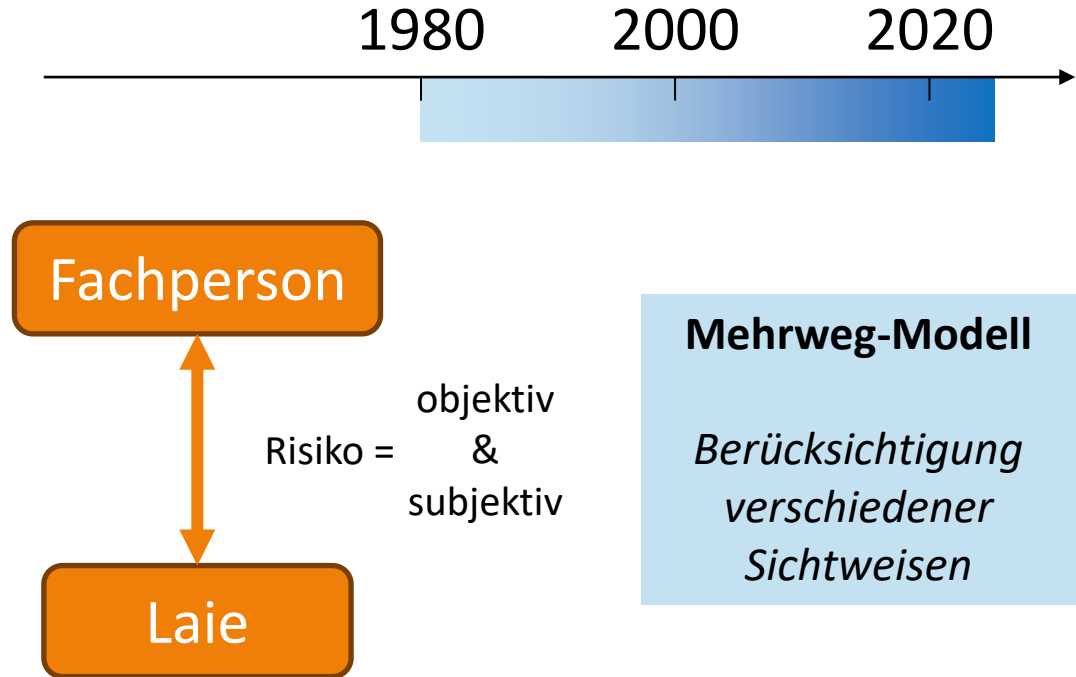 1980 2000 2020
Fachperson
Risiko =
objektiv
&
subjektiv
Laie
Mehrweg-Modell
Berücksichtigung
verschiedener
Sichtweisen